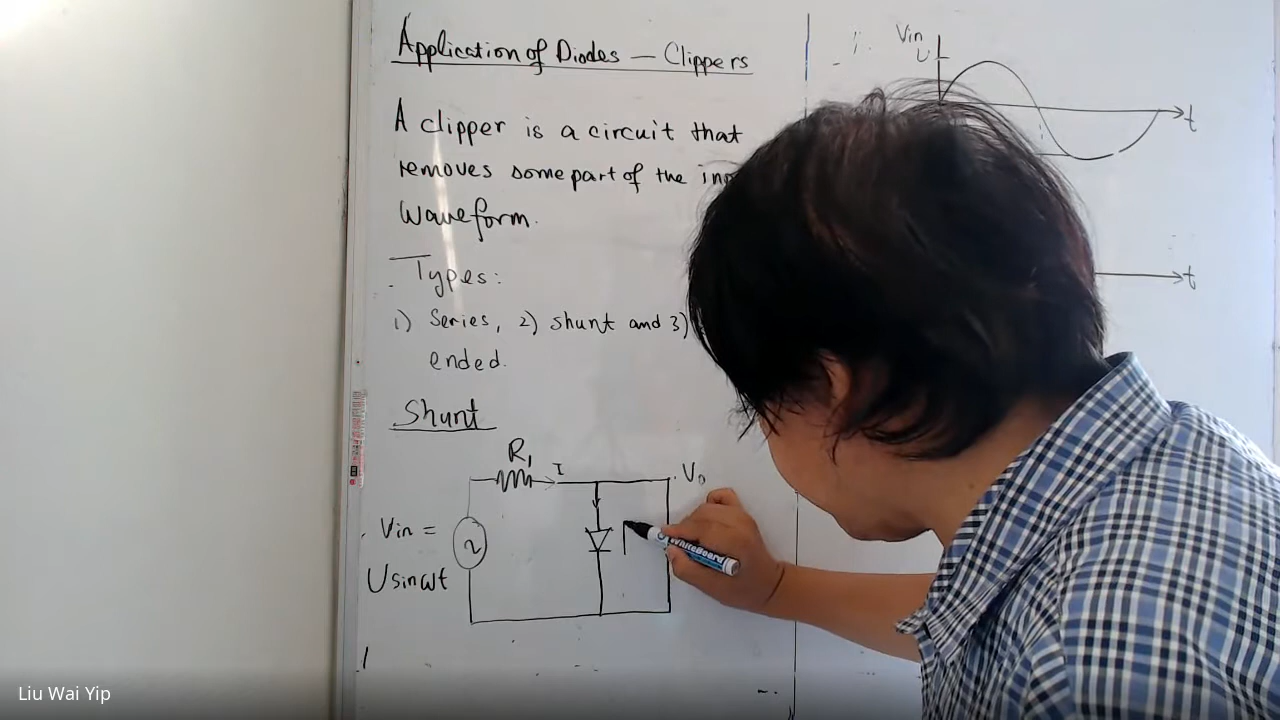 Application of Diodes — Clippers
A clipper is a circuit that
removes some part of the
waveform.
Types:
1) Series, 2) shunt and 3)
ended.
Shunt
R1
I
V0
Vin =
Usinωt
Vin
U
t
t
WhiteBoard
Liu Wai Yip